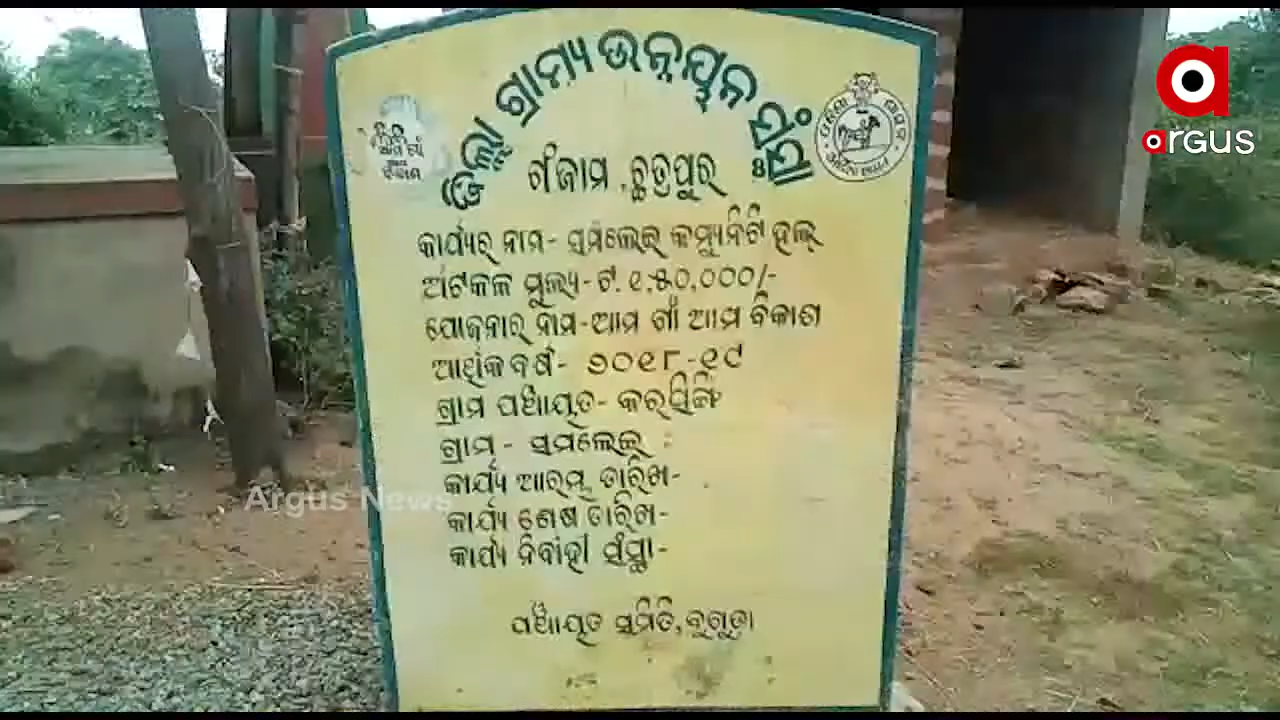 ଜିଲ୍ଲା ଗ୍ରାମ୍ୟ ଉନ୍ନୟନ ସଂସ୍ଥା
ଗଂଜାମ, ଛତ୍ରପୁର
କାର୍ଯ୍ୟର ନାମ- ସମଲେଇ କମ୍ୟୁନିଟି ହଲ୍
ଅଟକଳ ମୂଲ୍ୟ-ଟ. ୧,୫୦,୦୦୦/-
ଯୋଜନାର ନାମ-ଆମ ଗାଁ ଆମ ବିକାଶ
ଆର୍ଥିକ ବର୍ଷ- ୨୦୧୮-୧୯
ଗ୍ରାମ ପଞ୍ଚାୟତ- କରସିଙ୍ଗି
ଗ୍ରାମ- ସମଲେଇ :
କାର୍ଯ୍ୟ ଆରମ୍ଭ ତାରିଖ-
କାର୍ଯ୍ୟ ଶେଷ ତାରିଖ-
କାର୍ଯ୍ୟ ନିର୍ବାହୀ ସଂସ୍ଥା-
ପଞ୍ଚାୟତ ସମିତି, ବୁଗୁଡ଼ା
argus
Argus News